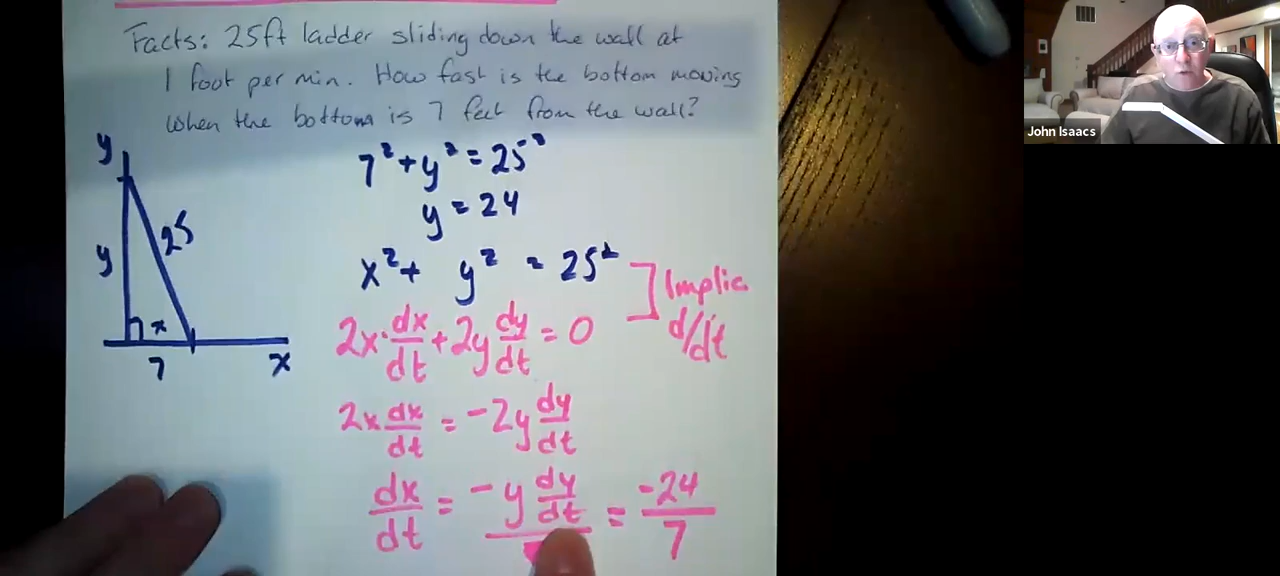 Facts: 25ft ladder sliding down the wall at
1 foot per min. How fast is the bottom moving
when the bottom is 7 feet from the wall?
y
y
25
x
7
x
7² + y² = 25²
y = 24
x² + y² = 25²
Implic
d/dt
2x · dx/dt + 2y dy/dt = 0
2x dx/dt = -2y dy/dt
dx/dt = -y dy/dt = -24/7
John Isaacs